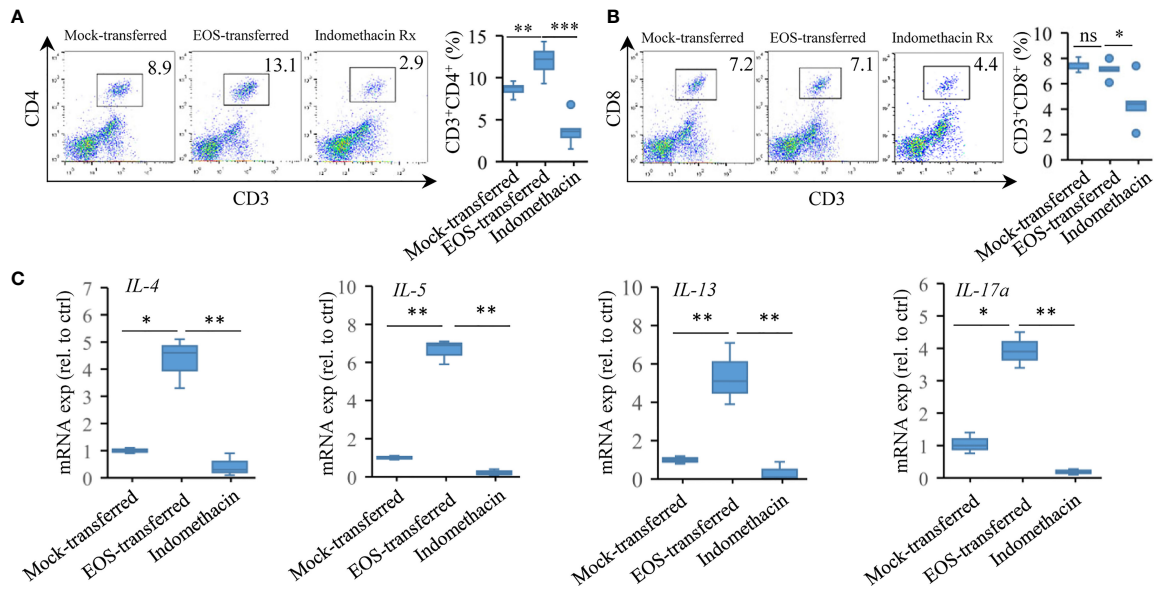 A
Mock-transferred EOS-transferred Indomethacin Rx
8.9 13.1 2.9
CD4
CD3
CD3+CD4+ (%)
** ***
15
10
5
0
Mock-transferred
EOS-transferred
Indomethacin
B
Mock-transferred EOS-transferred Indomethacin Rx
7.2 7.1 4.4
CD8
CD3
CD3+CD8+ (%)
ns *
10
8
6
4
2
0
Mock-transferred
EOS-transferred
Indomethacin
C
IL-4
mRNA exp (rel. to ctrl)
* **
7
6
5
4
3
2
1
0
Mock-transferred
EOS-transferred
Indomethacin
IL-5
mRNA exp (rel. to ctrl)
** **
10
8
6
4
2
0
Mock-transferred
EOS-transferred
Indomethacin
IL-13
mRNA exp (rel. to ctrl)
** **
10
8
6
4
2
0
Mock-transferred
EOS-transferred
Indomethacin
IL-17a
mRNA exp (rel. to ctrl)
* **
6
5
4
3
2
1
0
Mock-transferred
EOS-transferred
Indomethacin